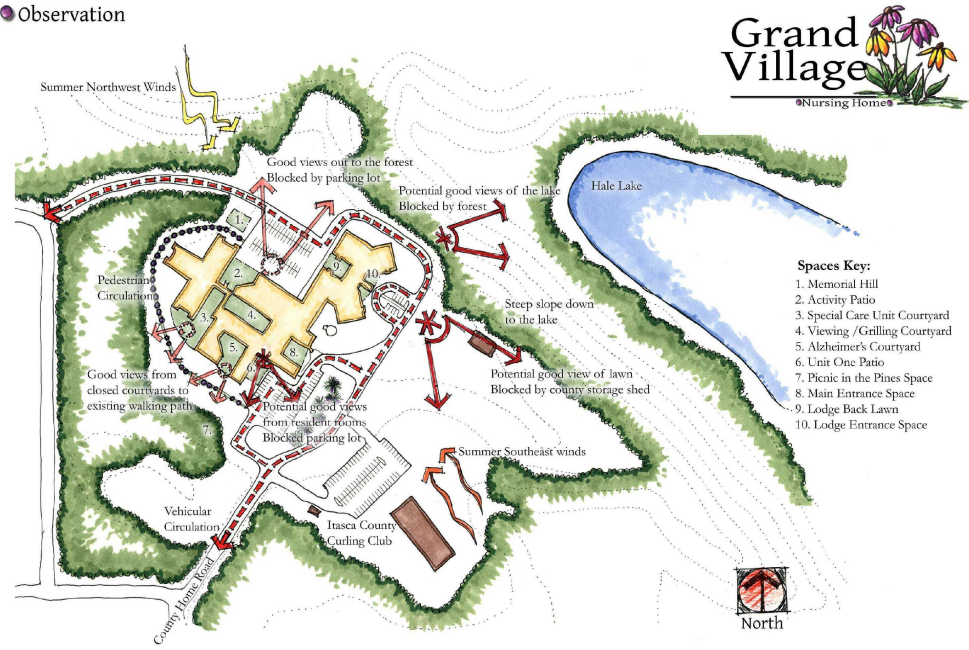 Observation
Grand
Village
Nursing Home
Summer Northwest Winds
Good views out to the forest
Blocked by parking lot
Potential good views of the lake
Blocked by forest
Hale Lake
1.
2.
9.
10.
Pedestrian
Circulation
3.
4.
5.
6.
8.
Steep slope down
to the lake
Spaces Key:
1. Memorial Hill
2. Activity Patio
3. Special Care Unit Courtyard
4. Viewing /Grilling Courtyard
5. Alzheimer's Courtyard
6. Unit One Patio
7. Picnic in the Pines Space
8. Main Entrance Space
9. Lodge Back Lawn
10. Lodge Entrance Space
Good views from
closed courtyards to
existing walking path
Potential good view of lawn
Blocked by county storage shed
Potential good views
from resident rooms
Blocked parking lot
7.
Summer Southeast winds
Vehicular
Circulation
Itasca County
Curling Club
County Home Road
North